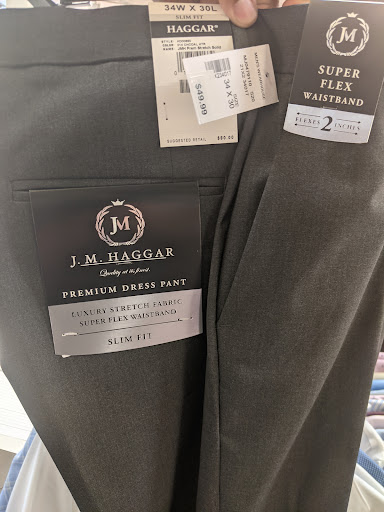 34W X 30L
SLIM FIT
HAGGAR
SUGGESTED RETAIL
$80.00
34 X 30
$49.99
JM
SUPER
FLEX
WAISTBAND
FLEXES 2 INCHES
JM
J.M. HAGGAR
Quality at its finest.
PREMIUM DRESS PANT
LUXURY STRETCH FABRIC
SUPER FLEX WAISTBAND
SLIM FIT